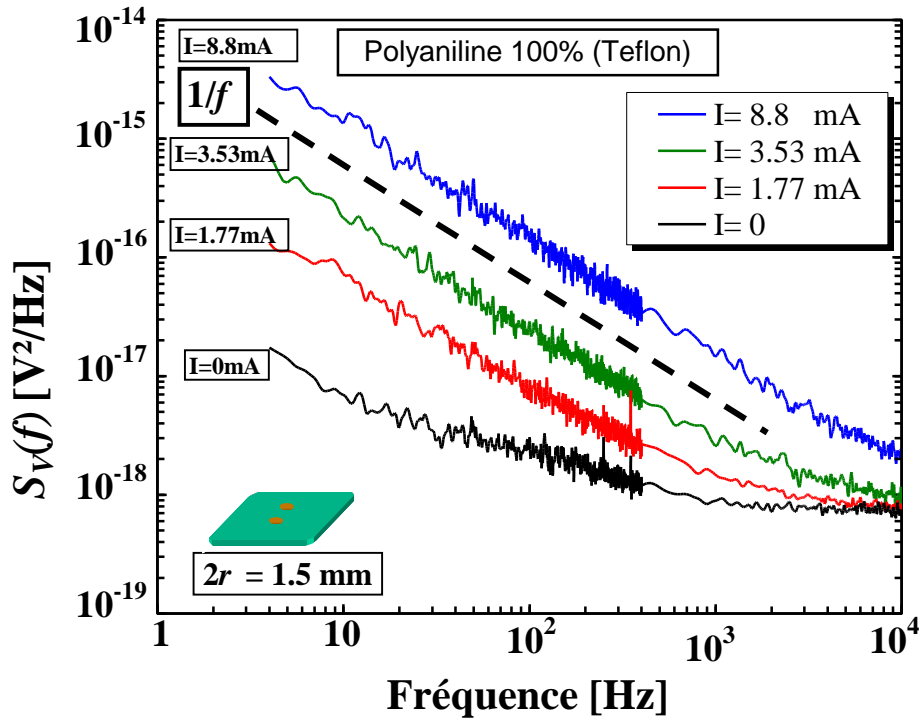 Polyaniline 100% (Teflon)
I=8.8mA
1/f
I=3.53mA
I=1.77mA
I=0mA
I= 8.8 mA
I= 3.53 mA
I= 1.77 mA
I= 0
2r = 1.5 mm
S_V(f) [V²/Hz]
10⁻¹⁴
10⁻¹⁵
10⁻¹⁶
10⁻¹⁷
10⁻¹⁸
10⁻¹⁹
1 10 10² 10³ 10⁴
Fréquence [Hz]